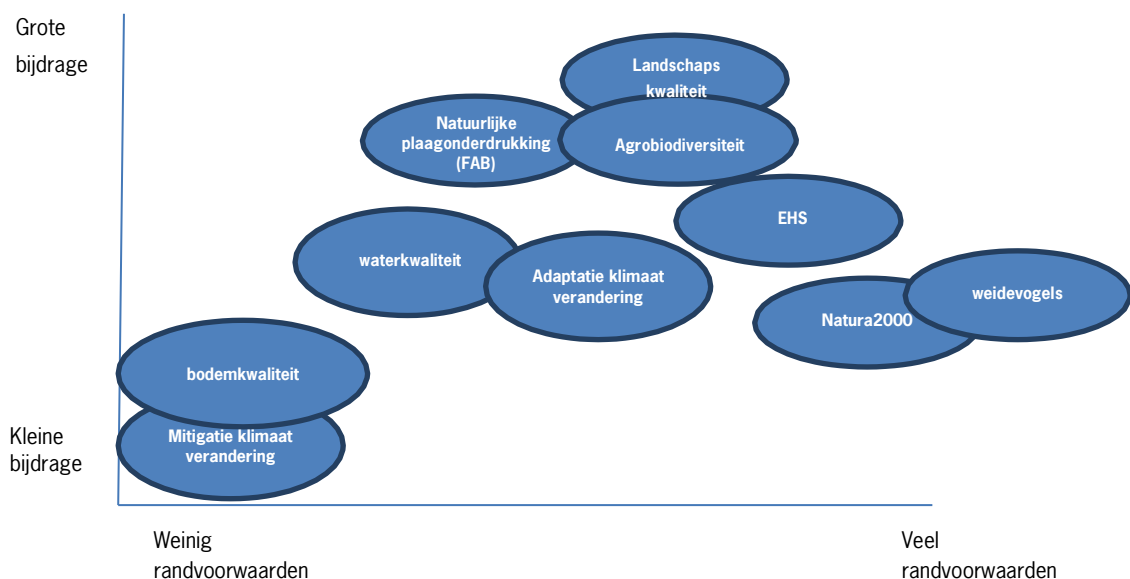 Grote
bijdrage
Landschaps
kwaliteit
Natuurlijke
plaagonderdrukking
(FAB)
Agrobiodiversiteit
EHS
waterkwaliteit
Adaptatie klimaat
verandering
weidevogels
Natura2000
bodemkwaliteit
Kleine
bijdrage
Mitigatie klimaat
verandering
Weinig
randvoorwaarden
Veel
randvoorwaarden